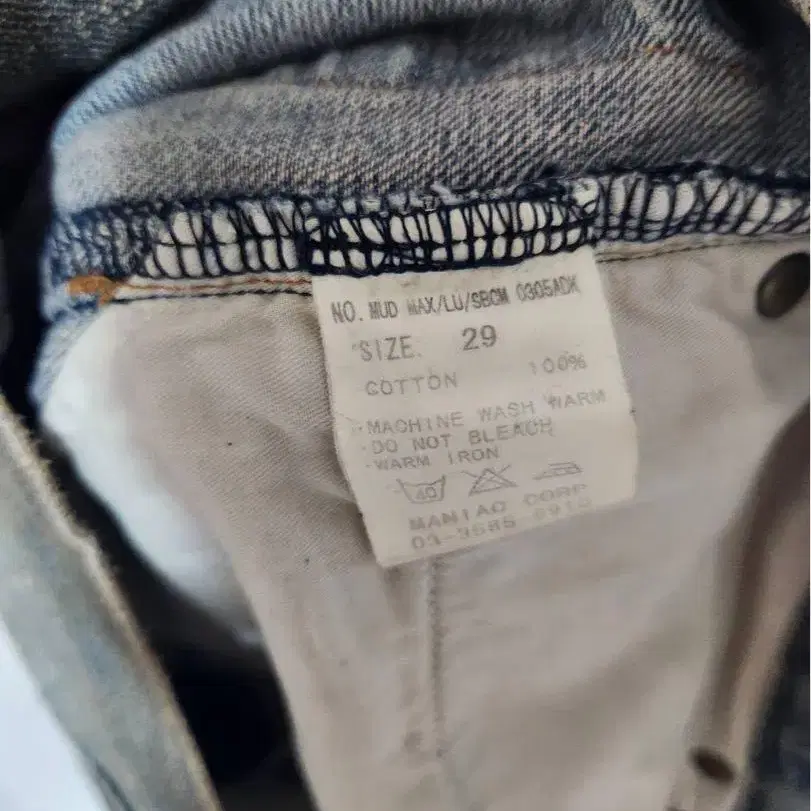 NO. MUD MAX/LU/SBCM 0305ADK
SIZE. 29
COTTON 100%
·MACHINE WASH WARM
·DO NOT BLEACH
·WARM IRON
40
MANIAC CORP